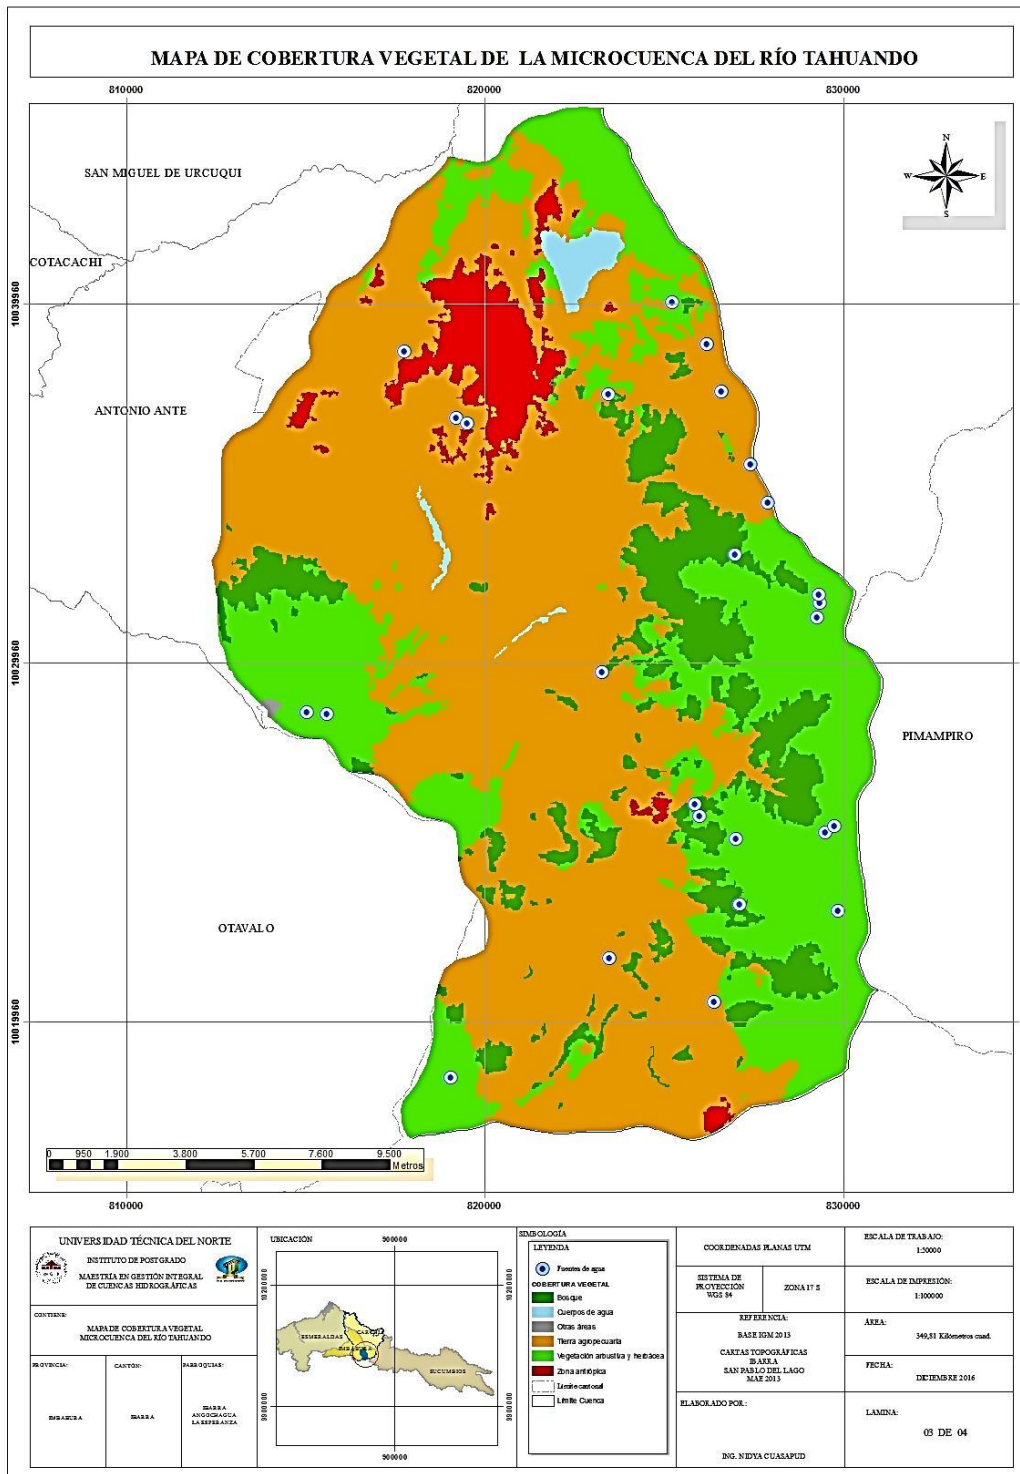 MAPA DE COBERTURA VEGETAL DE LA MICROCUENCA DEL RÍO TAHUANDO
810000 820000 830000
SAN MIGUEL DE URCUQUI
N
W E
S
COTACACHI
10039960
ANTONIO ANTE
10029960
PIMAMPIRO
OTAVALO
10019960
0 950 1.900 3.800 5.700 7.600 9.500
Metros
810000 820000 830000
UNIVERSIDAD TÉCNICA DEL NORTE
INSTITUTO DE POSTGRADO
MAESTRÍA EN GESTIÓN INTEGRAL
DE CUENCAS HIDROGRÁFICAS
CONTIENE:
MAPA DE COBERTURA VEGETAL
MICROCUENCA DEL RÍO TAHUANDO
PROVINCIA: CANTÓN: PARROQUIAS:
IMBABURA IBARRA IBARRA
ANGOCHAGUA
LA ESPERANZA
UBICACIÓN
900000
ESMERALDAS
CARCHI
IMBABURA
SUCUMBIOS
9900000 9900000
900000
SIMBOLOGÍA
LEYENDA
Fuentes de agua
COBERTURA VEGETAL
Bosque
Cuerpos de agua
Otras áreas
Tierra agropecuaria
Vegetación arbustiva y herbácea
Zona antrópica
Límite cantonal
Límite Cuenca
COORDENADAS PLANAS UTM
SISTEMA DE
PROYECCIÓN
WGS 84
ZONA 17 S
REFERENCIA:
BASE IGM 2013
CARTAS TOPOGRÁFICAS
IBARRA
SAN PABLO DEL LAGO
MAE 2013
ELABORADO POR:
ING. NIDYA CUASAPUD
ESCALA DE TRABAJO:
1:50000
ESCALA DE IMPRESIÓN:
1:100000
ÁREA:
349,81 Kilómetros cuad.
FECHA:
DICIEMBRE 2016
LAMINA:
03 DE 04